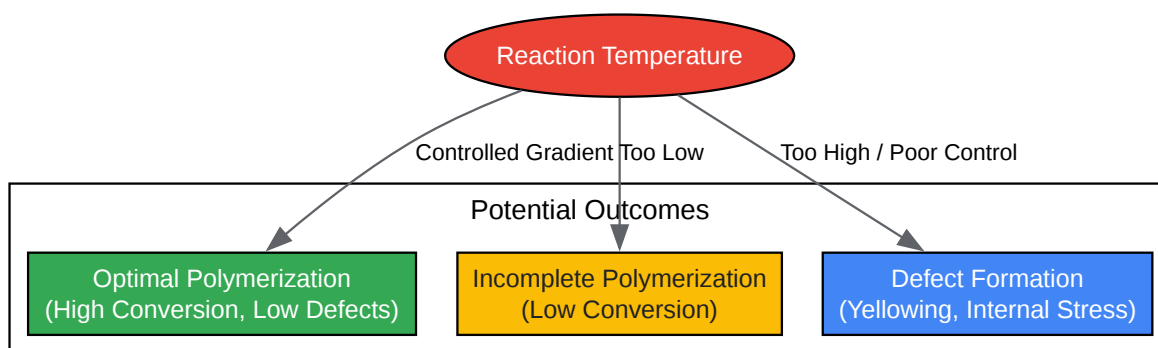 Reaction Temperature
Controlled Gradient
Too Low
Too High / Poor Control
Potential Outcomes
Optimal Polymerization
(High Conversion, Low Defects)
Incomplete Polymerization
(Low Conversion)
Defect Formation
(Yellowing, Internal Stress)